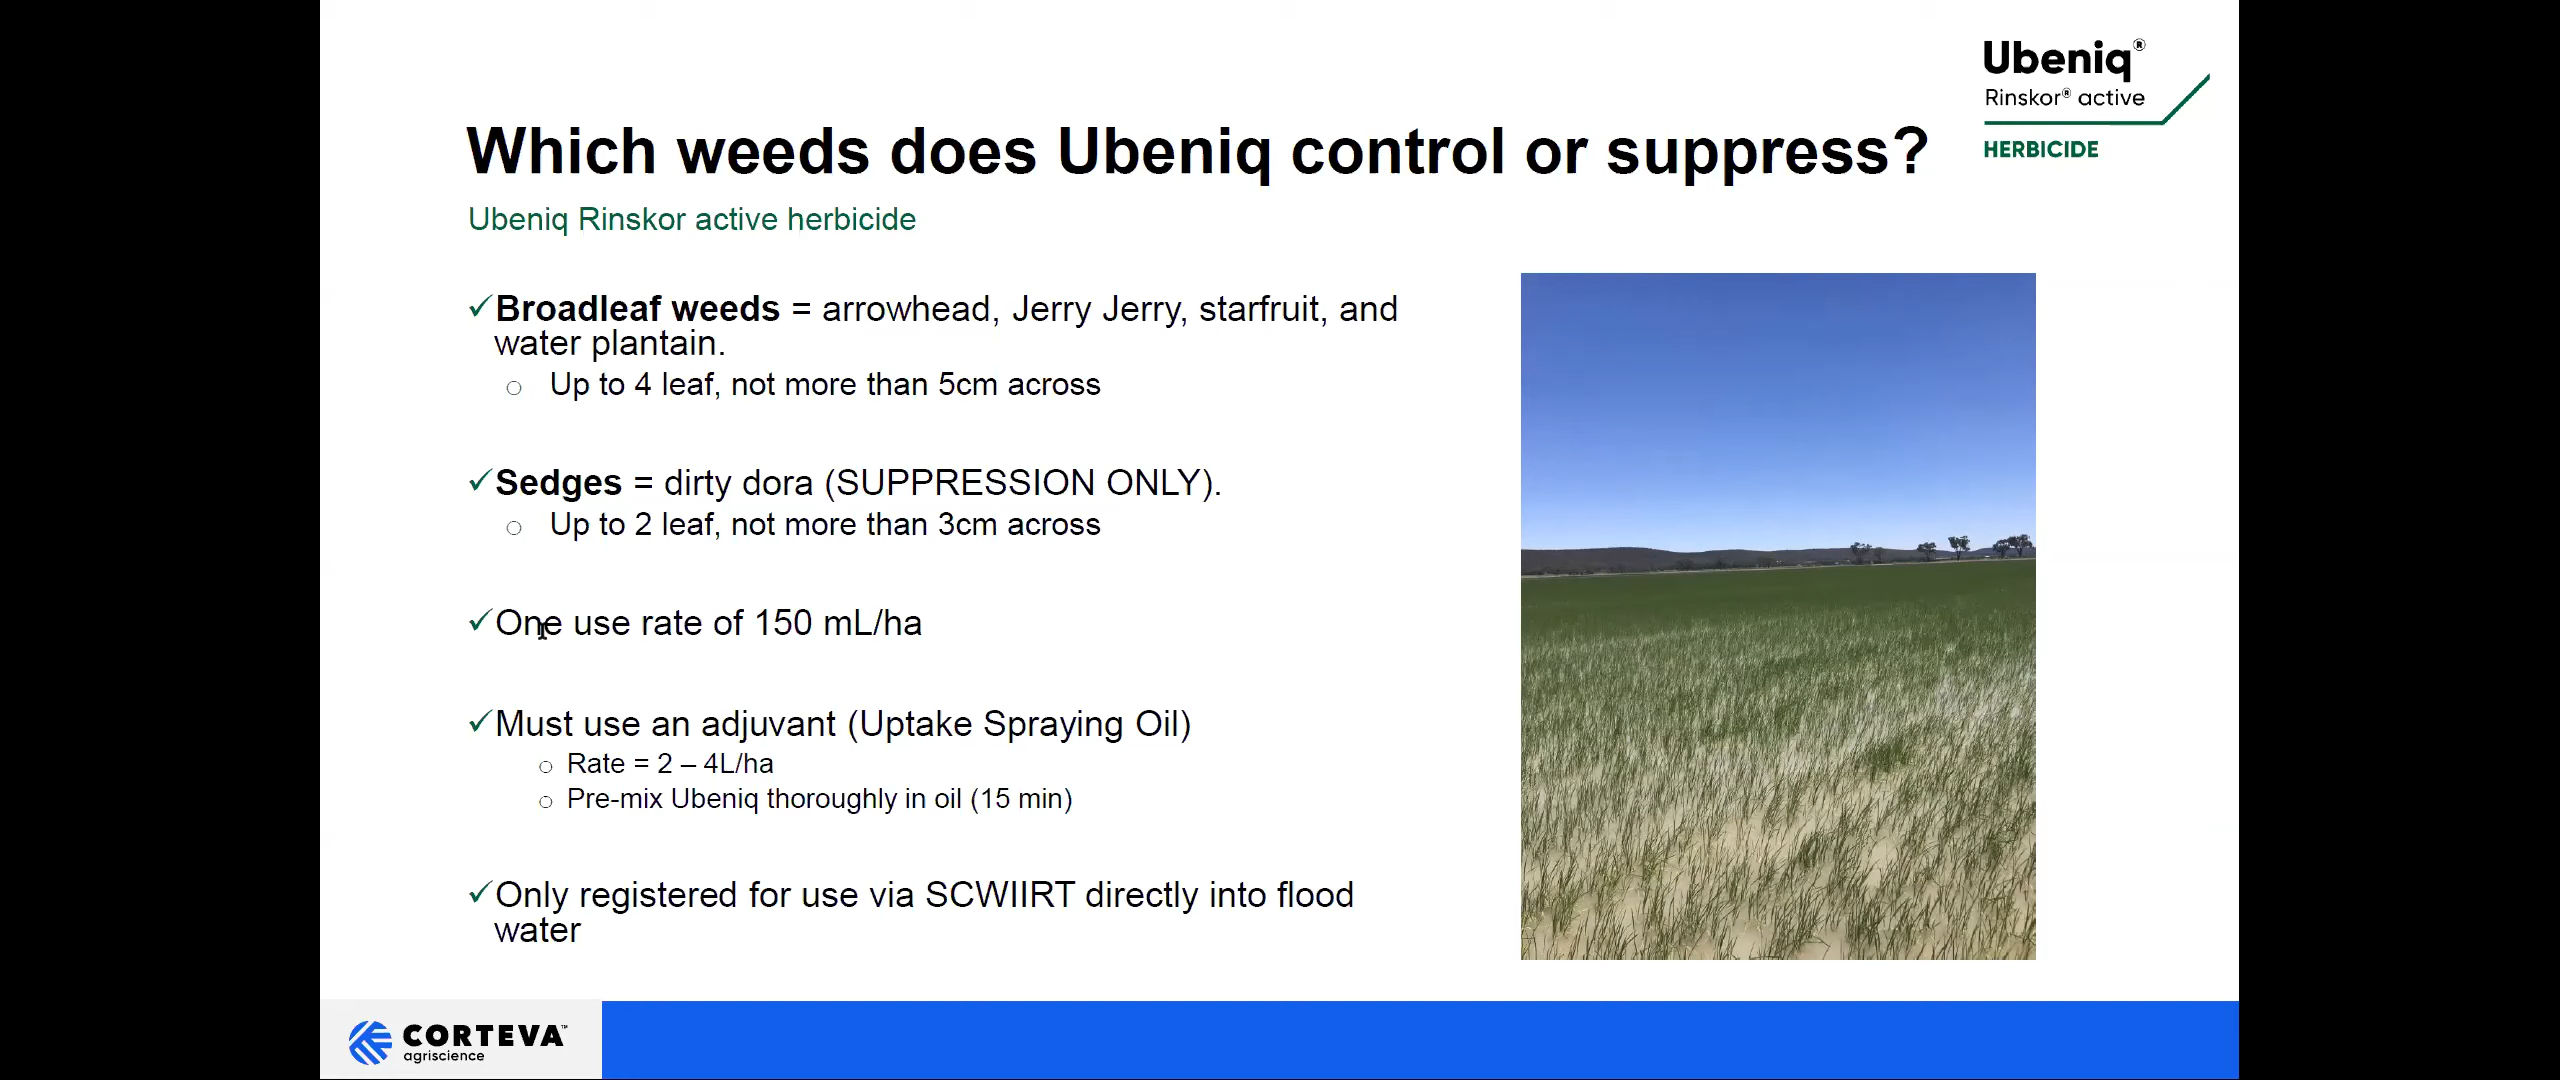 Ubeniq®
Rinskor® active
HERBICIDE
Which weeds does Ubeniq control or suppress?
Ubeniq Rinskor active herbicide
✓Broadleaf weeds = arrowhead, Jerry Jerry, starfruit, and
water plantain.
○ Up to 4 leaf, not more than 5cm across
✓Sedges = dirty dora (SUPPRESSION ONLY).
○ Up to 2 leaf, not more than 3cm across
✓One use rate of 150 mL/ha
✓Must use an adjuvant (Uptake Spraying Oil)
○ Rate = 2 – 4L/ha
○ Pre-mix Ubeniq thoroughly in oil (15 min)
✓Only registered for use via SCWIIRT directly into flood
water
CORTEVA™
agriscience